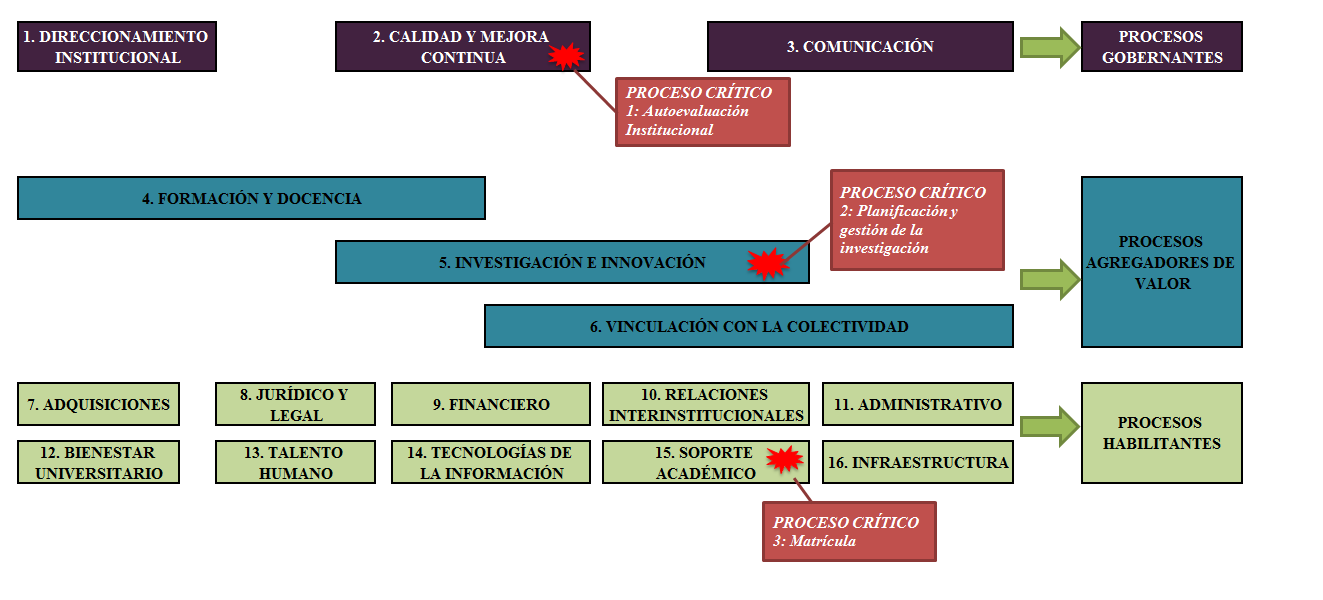 1. DIRECCIONAMIENTO
INSTITUCIONAL
2. CALIDAD Y MEJORA
CONTINUA
3. COMUNICACIÓN
PROCESOS
GOBERNANTES
PROCESO CRÍTICO
1: Autoevaluación
Institucional
4. FORMACIÓN Y DOCENCIA
PROCESO CRÍTICO
2: Planificación y
gestión de la
investigación
5. INVESTIGACIÓN E INNOVACIÓN
6. VINCULACIÓN CON LA COLECTIVIDAD
PROCESOS
AGREGADORES DE
VALOR
7. ADQUISICIONES
8. JURÍDICO Y
LEGAL
9. FINANCIERO
10. RELACIONES
INTERINSTITUCIONALES
11. ADMINISTRATIVO
12. BIENESTAR
UNIVERSITARIO
13. TALENTO
HUMANO
14. TECNOLOGÍAS DE
LA INFORMACIÓN
15. SOPORTE
ACADÉMICO
16. INFRAESTRUCTURA
PROCESOS
HABILITANTES
PROCESO CRÍTICO
3: Matrícula